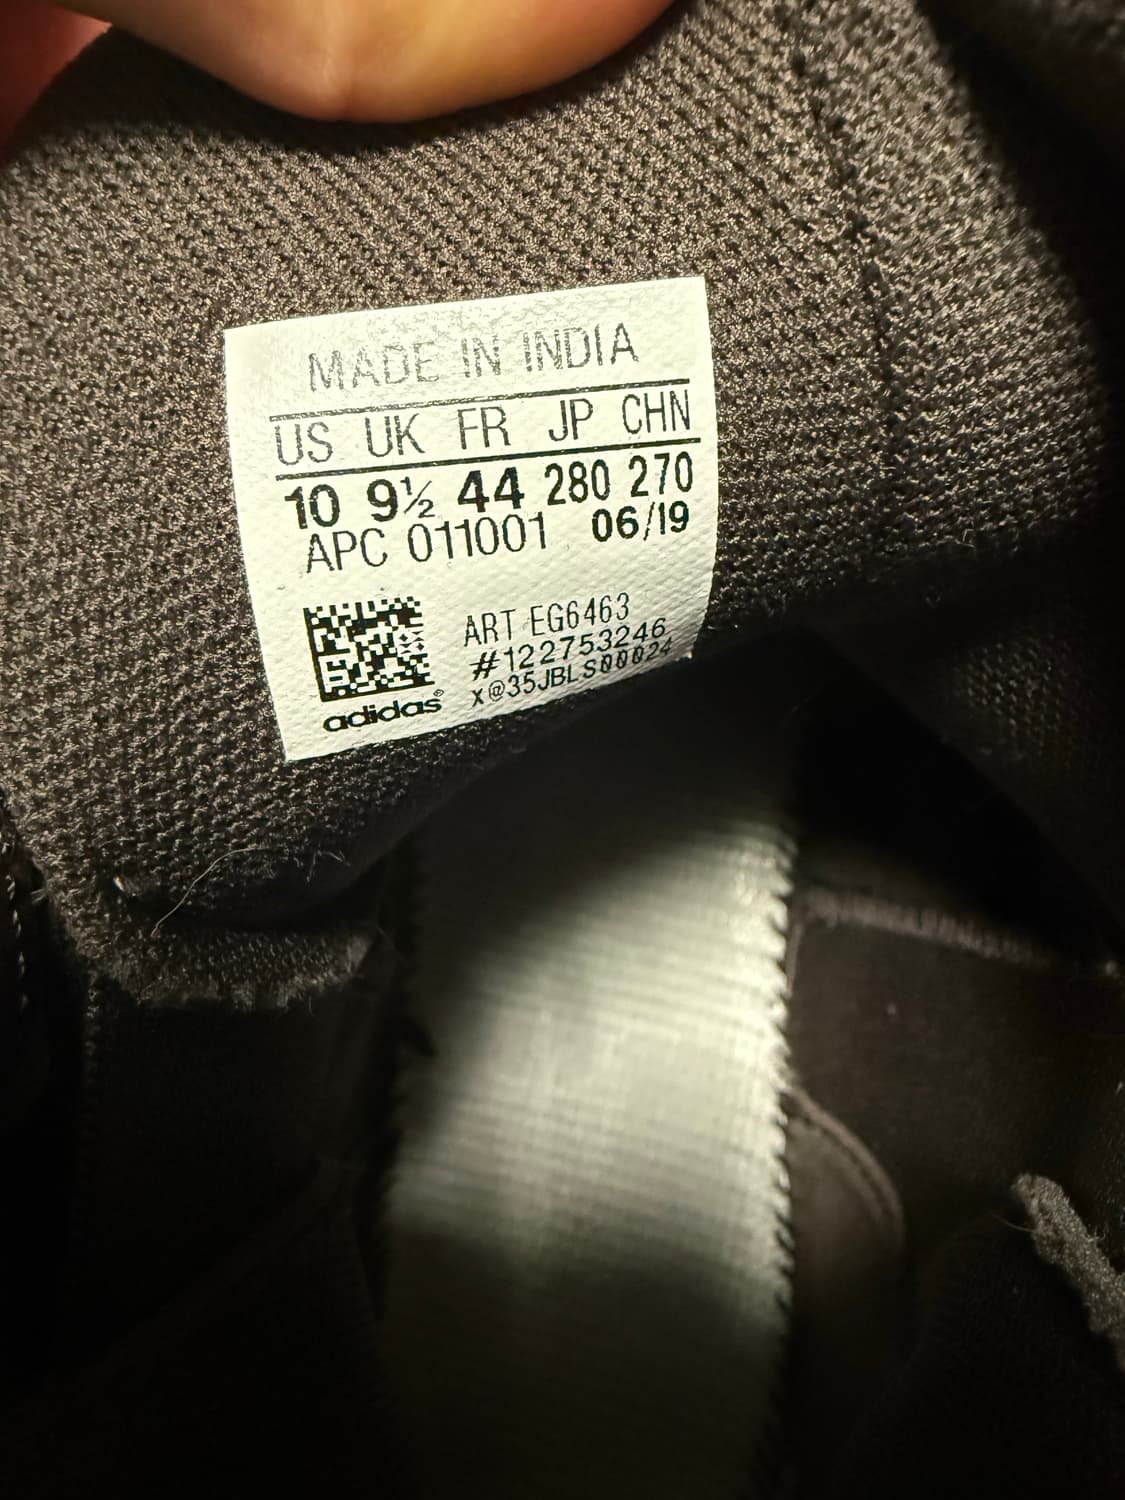 MADE IN INDIA
US UK FR JP CHN
10 9½ 44 280 270
APC 011001 06/19
ART EG6463
#122753246
x@35JBLS00024
adidas®